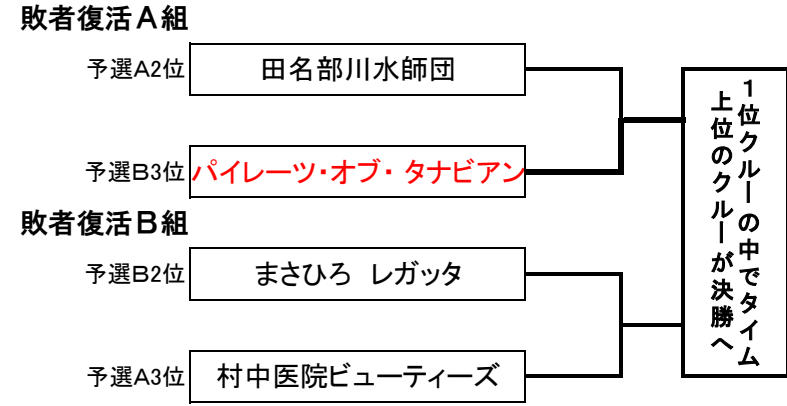 敗者復活A組
予選A2位 田名部川水師団
予選B3位 パイレーツ・オブ・ タナビアン
敗者復活B組
予選B2位 まさひろ レガッタ
予選A3位 村中医院ビューティーズ
1位クルーの中でタイム
上位のクルーが決勝へ